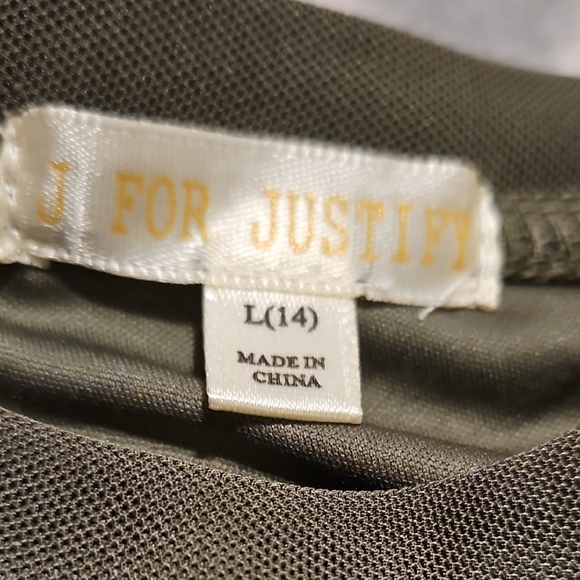 J FOR JUSTIFY
L(14)
MADE IN
CHINA